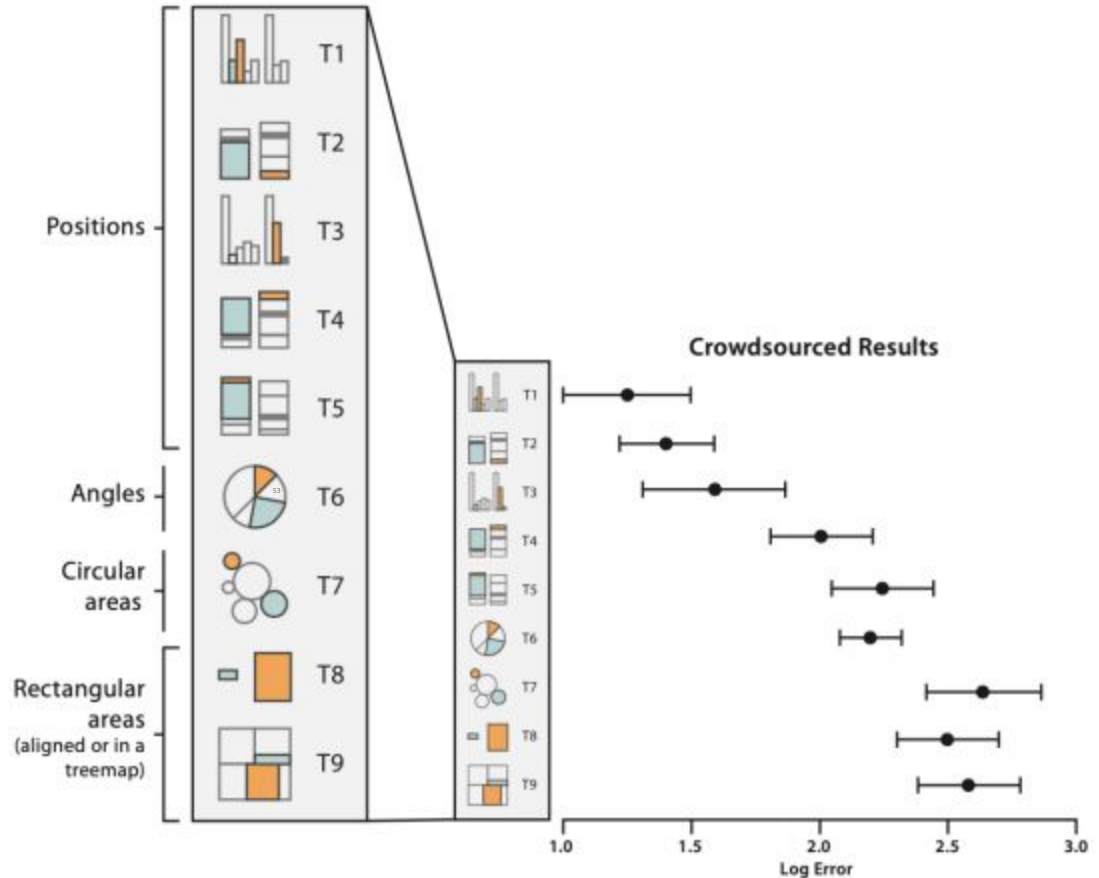 T1
T2
Positions
T3
T4
T5
Angles
53
T6
Circular
areas
T7
Rectangular
areas
(aligned or in a
treemap)
T8
T9
Crowdsourced Results
T1
T2
T3
T4
T5
T6
T7
T8
T9
1.0
1.5
2.0
2.5
3.0
Log Error